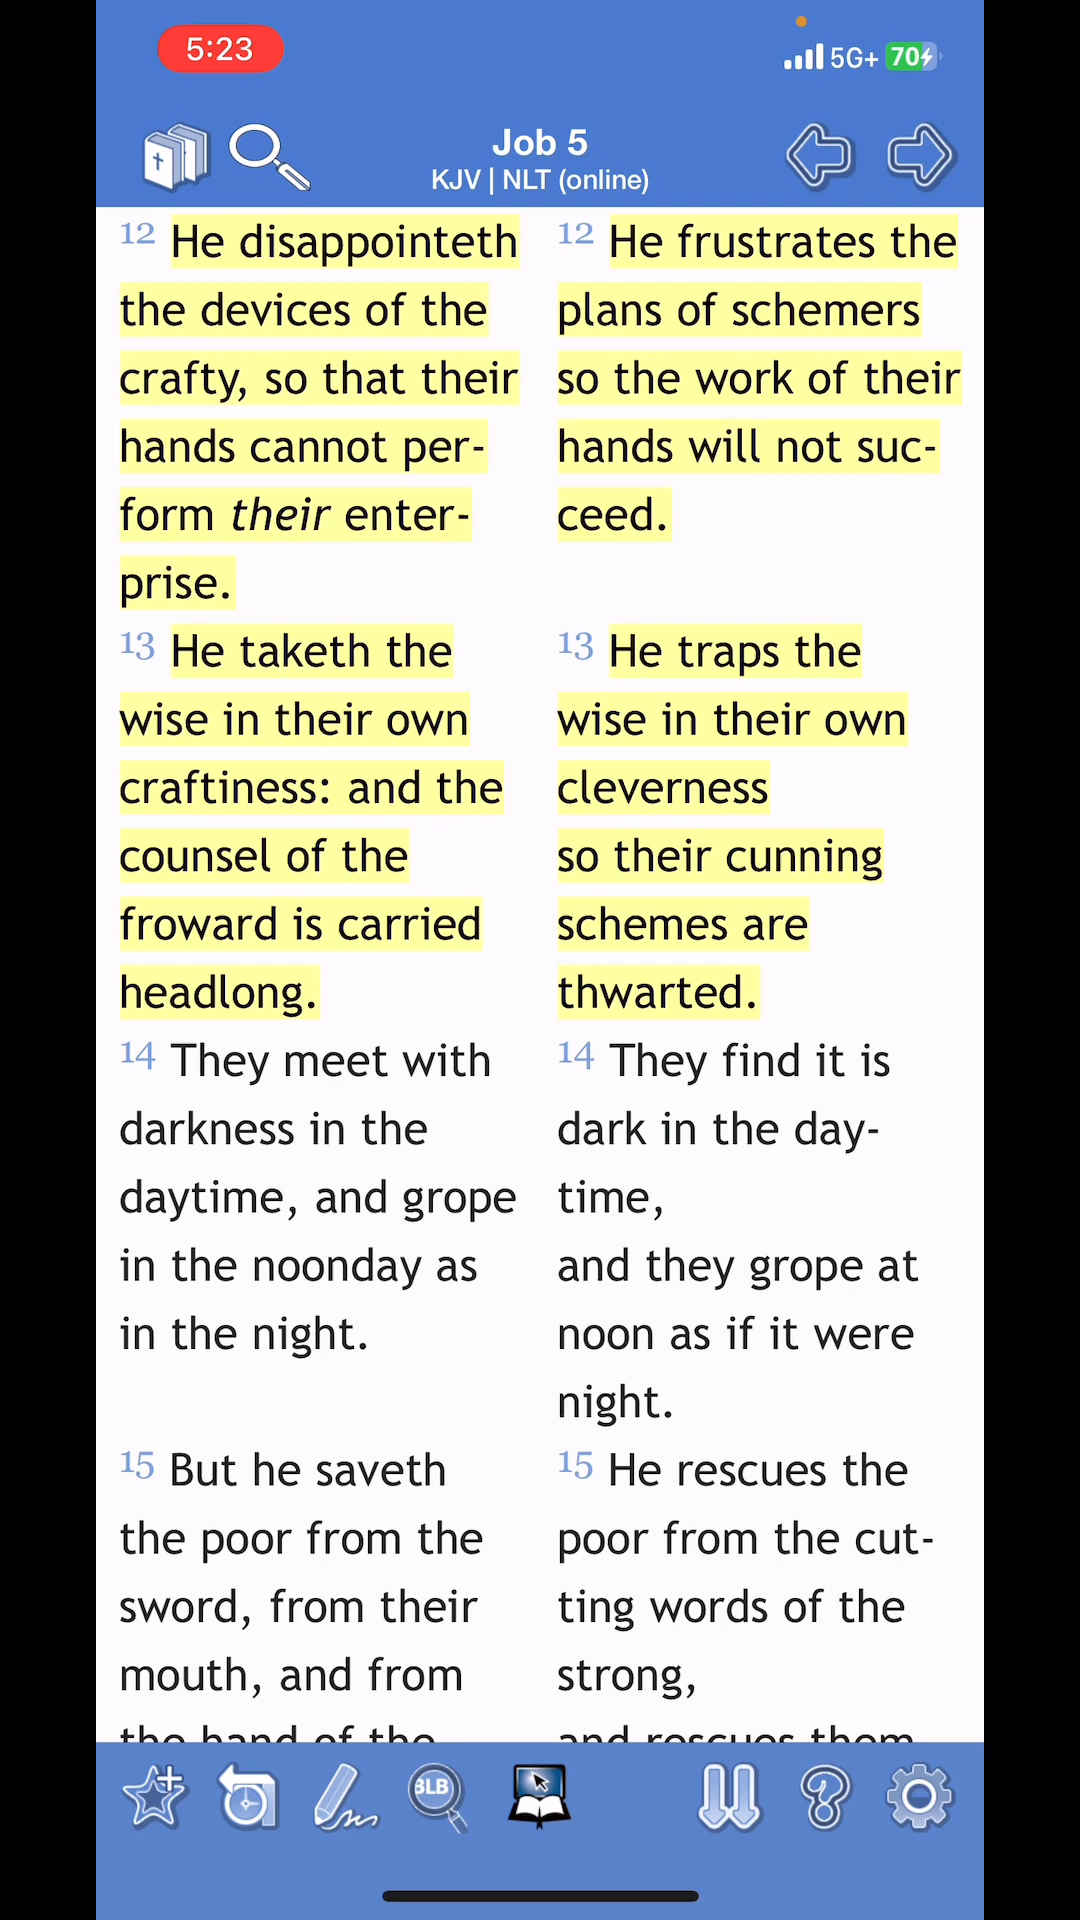 5:23
5G+ 70
Job 5
KJV | NLT (online)
12 He disappointeth
the devices of the
crafty, so that their
hands cannot per-
form their enter-
prise.
13 He taketh the
wise in their own
craftiness: and the
counsel of the
froward is carried
headlong.
14 They meet with
darkness in the
daytime, and grope
in the noonday as
in the night.
15 But he saveth
the poor from the
sword, from their
mouth, and from
the hand of the
12 He frustrates the
plans of schemers
so the work of their
hands will not suc-
ceed.
13 He traps the
wise in their own
cleverness
so their cunning
schemes are
thwarted.
14 They find it is
dark in the day-
time,
and they grope at
noon as if it were
night.
15 He rescues the
poor from the cut-
ting words of the
strong,
and rescues them
BLB